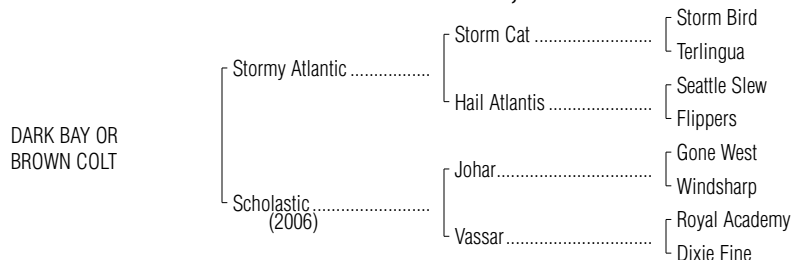 Storm Bird
Storm Cat ....................
Terlingua
Stormy Atlantic .................
Seattle Slew
Hail Atlantis ..................
Flippers
DARK BAY OR
BROWN COLT
Gone West
Johar...........................
Windsharp
Scholastic.........................
(2006)
Royal Academy
Vassar.........................
Dixie Fine